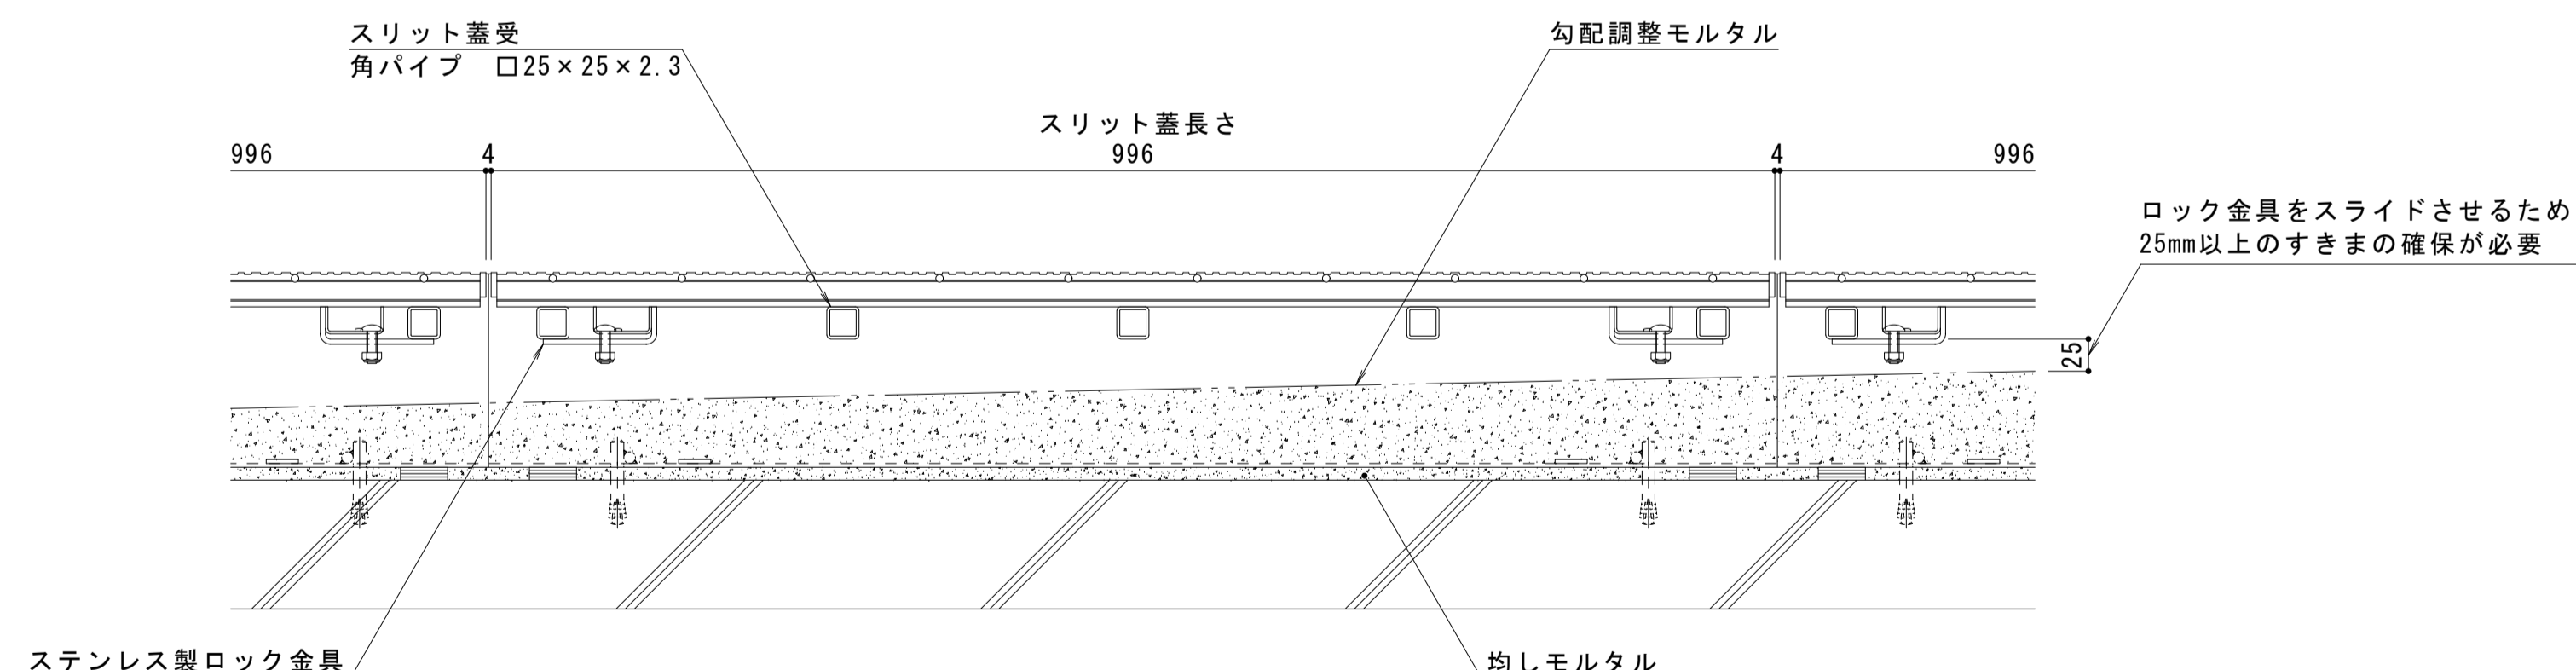 スリット蓋受
角パイプ　□25×25×2.3
勾配調整モルタル
スリット蓋長さ
996
4
996
4
996
ロック金具をスライドさせるため
25mm以上のすきまの確保が必要
25
ステンレス製ロック金具
均しモルタル